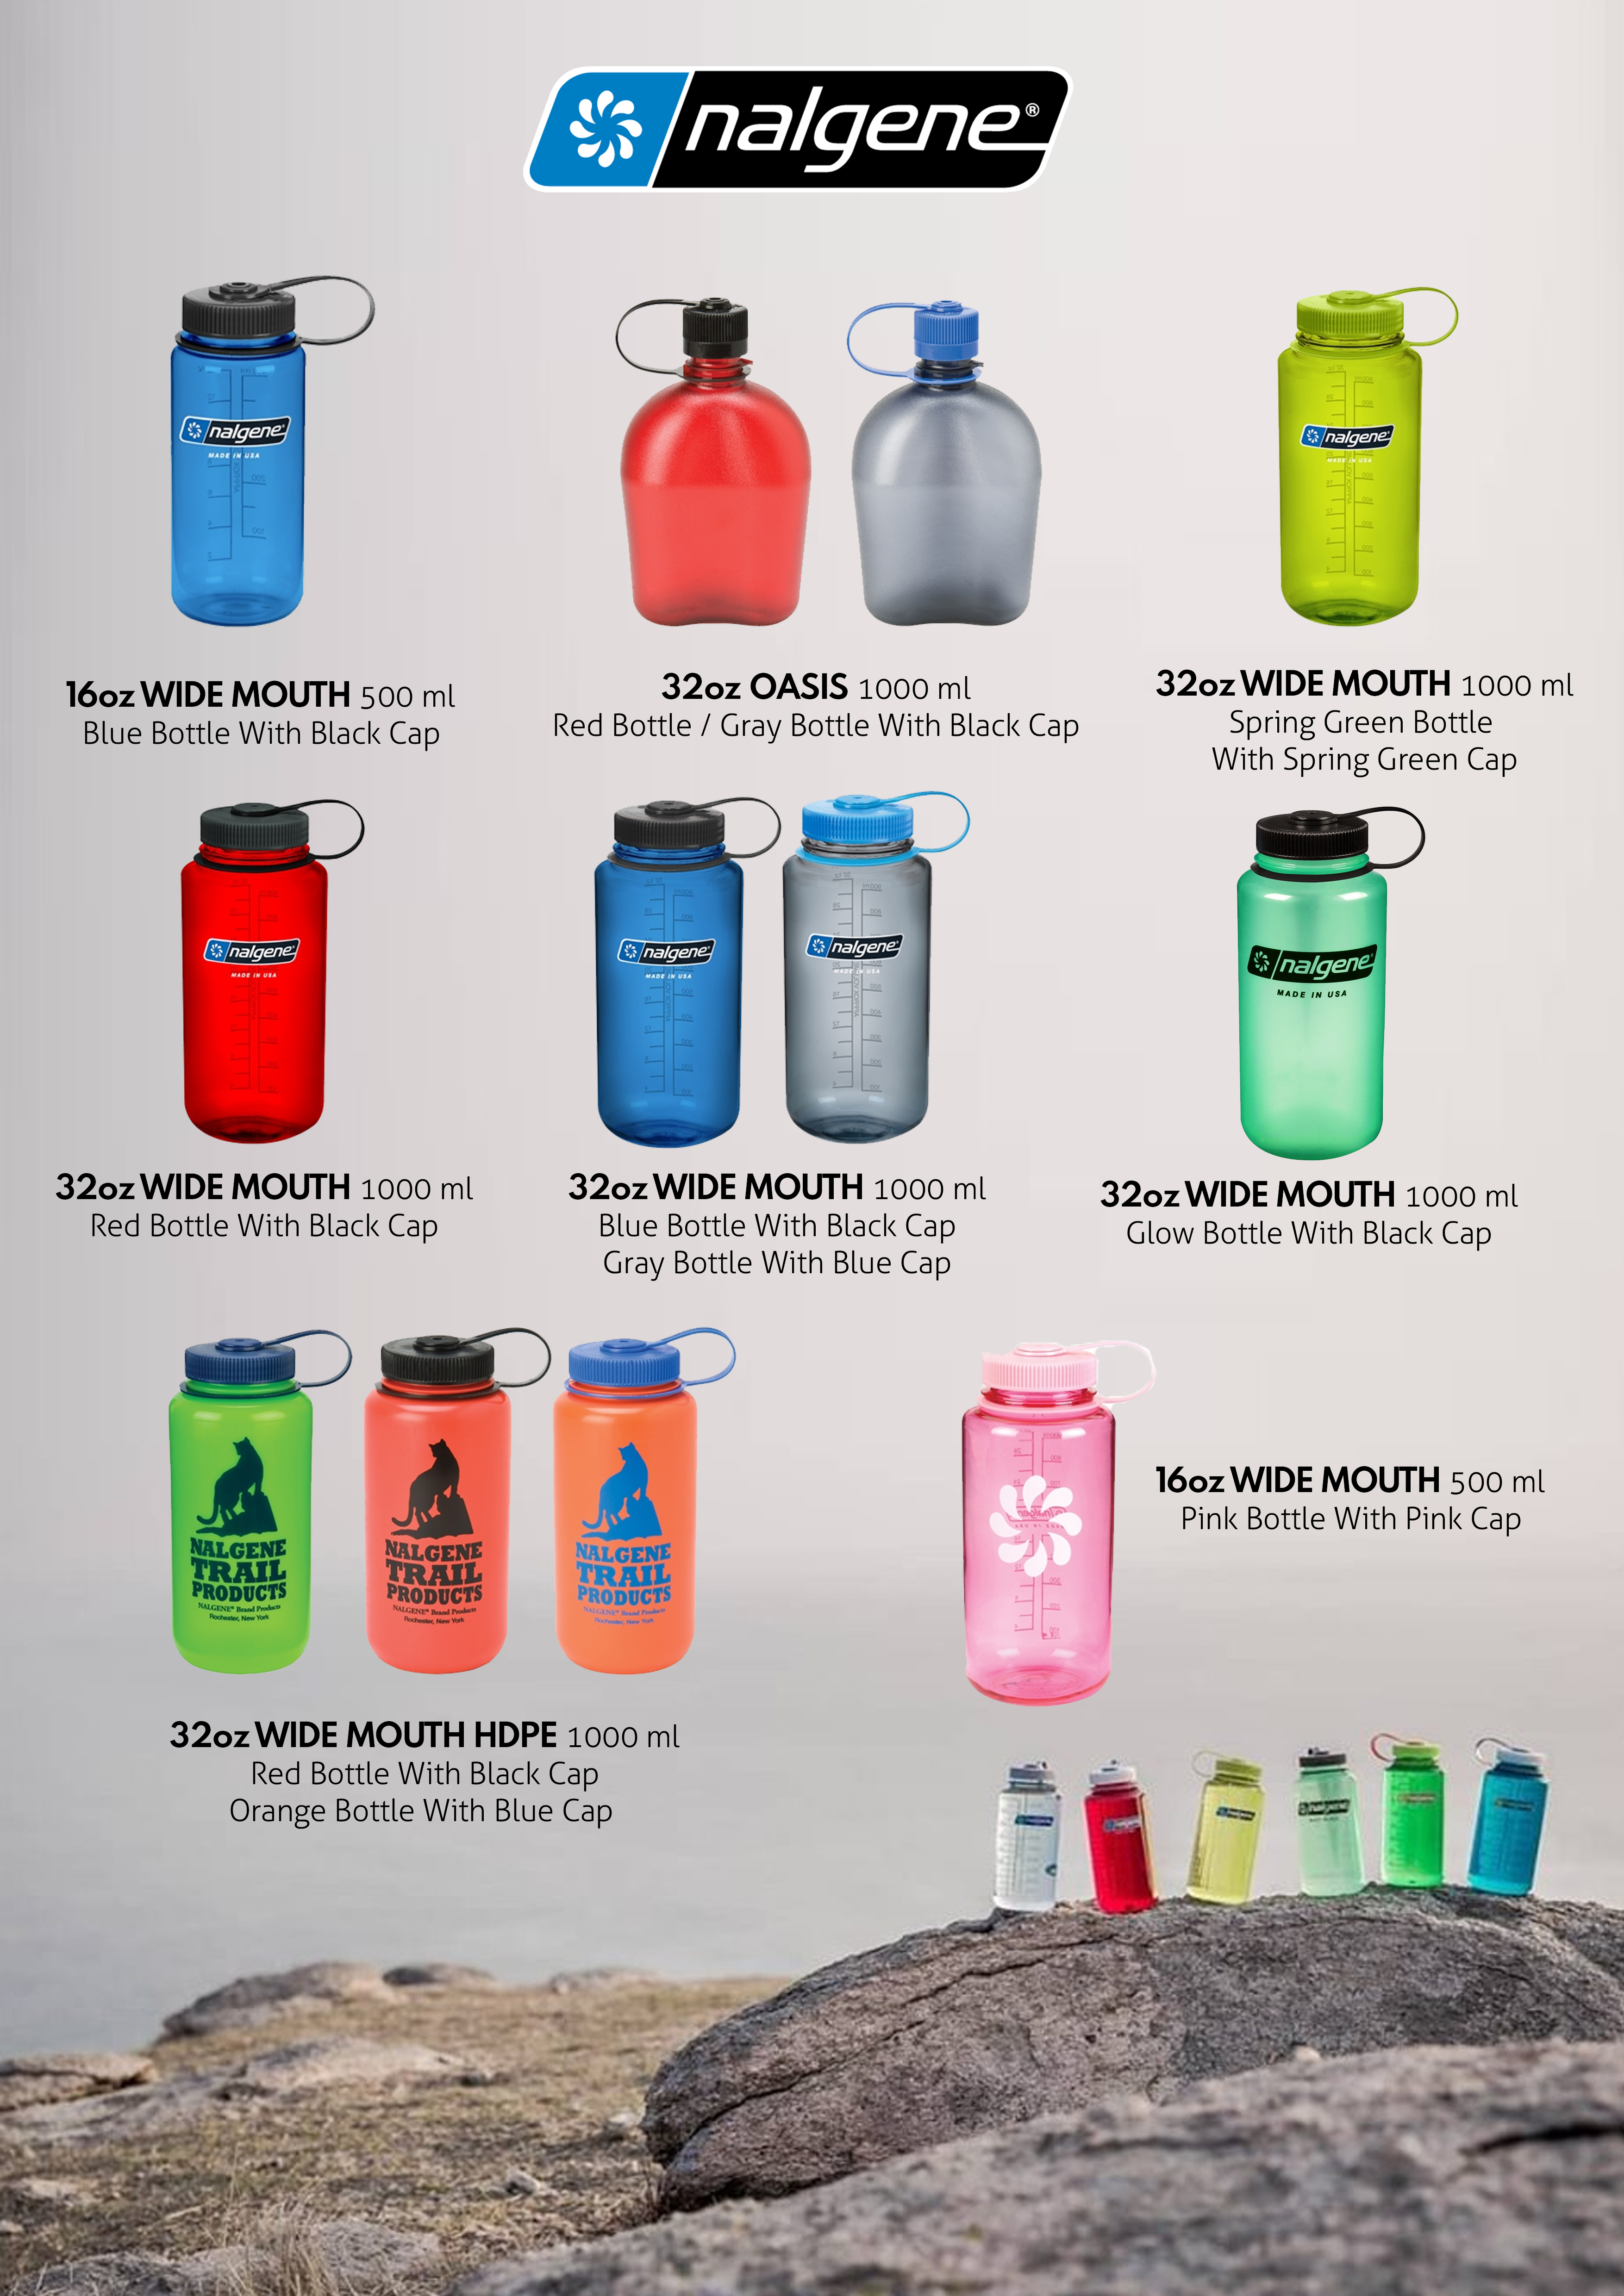 nalgene®
nalgene®
MADE IN USA
nalgene®
MADE IN USA
16oz WIDE MOUTH 500 ml
Blue Bottle With Black Cap
32oz OASIS 1000 ml
Red Bottle / Gray Bottle With Black Cap
32oz WIDE MOUTH 1000 ml
Spring Green Bottle
With Spring Green Cap
nalgene®
MADE IN USA
nalgene®
MADE IN USA
nalgene®
MADE IN USA
nalgene®
MADE IN USA
32oz WIDE MOUTH 1000 ml
Red Bottle With Black Cap
32oz WIDE MOUTH 1000 ml
Blue Bottle With Black Cap
Gray Bottle With Blue Cap
32oz WIDE MOUTH 1000 ml
Glow Bottle With Black Cap
NALGENE
TRAIL
PRODUCTS
NALGENE® Brand Products
Rochester, New York
NALGENE
TRAIL
PRODUCTS
NALGENE® Brand Products
Rochester, New York
NALGENE
TRAIL
PRODUCTS
NALGENE® Brand Products
Rochester, New York
16oz WIDE MOUTH 500 ml
Pink Bottle With Pink Cap
32oz WIDE MOUTH HDPE 1000 ml
Red Bottle With Black Cap
Orange Bottle With Blue Cap